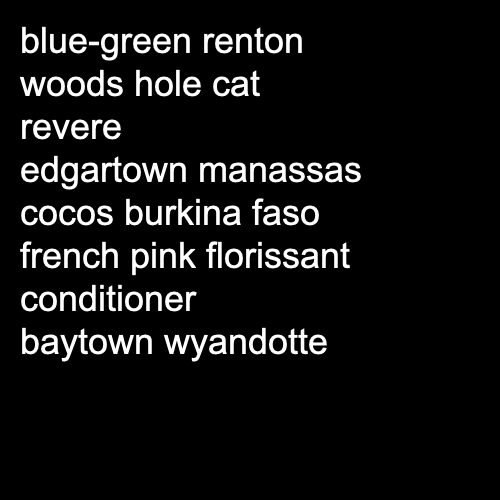 blue-green renton
woods hole cat
revere
edgartown manassas
cocos burkina faso
french pink florissant
conditioner
baytown wyandotte